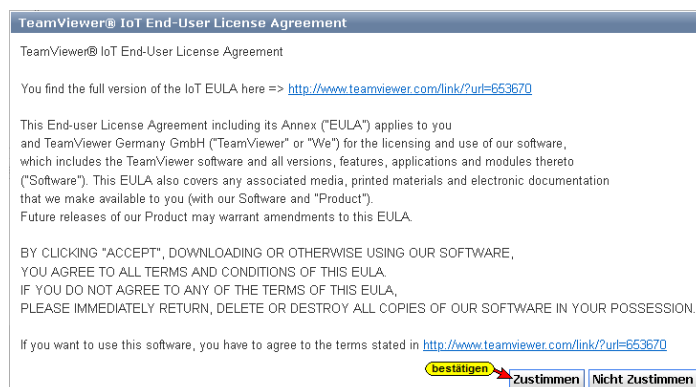 TeamViewer® IoT End-User License Agreement
TeamViewer® IoT End-User License Agreement
You find the full version of the IoT EULA here => http://www.teamviewer.com/link/?url=653670
This End-user License Agreement including its Annex ("EULA") applies to you
and TeamViewer Germany GmbH ("TeamViewer" or "We") for the licensing and use of our software,
which includes the TeamViewer software and all versions, features, applications and modules thereto
("Software"). This EULA also covers any associated media, printed materials and electronic documentation
that we make available to you (with our Software and "Product").
Future releases of our Product may warrant amendments to this EULA.
BY CLICKING "ACCEPT", DOWNLOADING OR OTHERWISE USING OUR SOFTWARE,
YOU AGREE TO ALL TERMS AND CONDITIONS OF THIS EULA.
IF YOU DO NOT AGREE TO ANY OF THE TERMS OF THIS EULA,
PLEASE IMMEDIATELY RETURN, DELETE OR DESTROY ALL COPIES OF OUR SOFTWARE IN YOUR POSSESSION.
If you want to use this software, you have to agree to the terms stated in http://www.teamviewer.com/link/?url=653670
bestätigen
Zustimmen Nicht Zustimmen